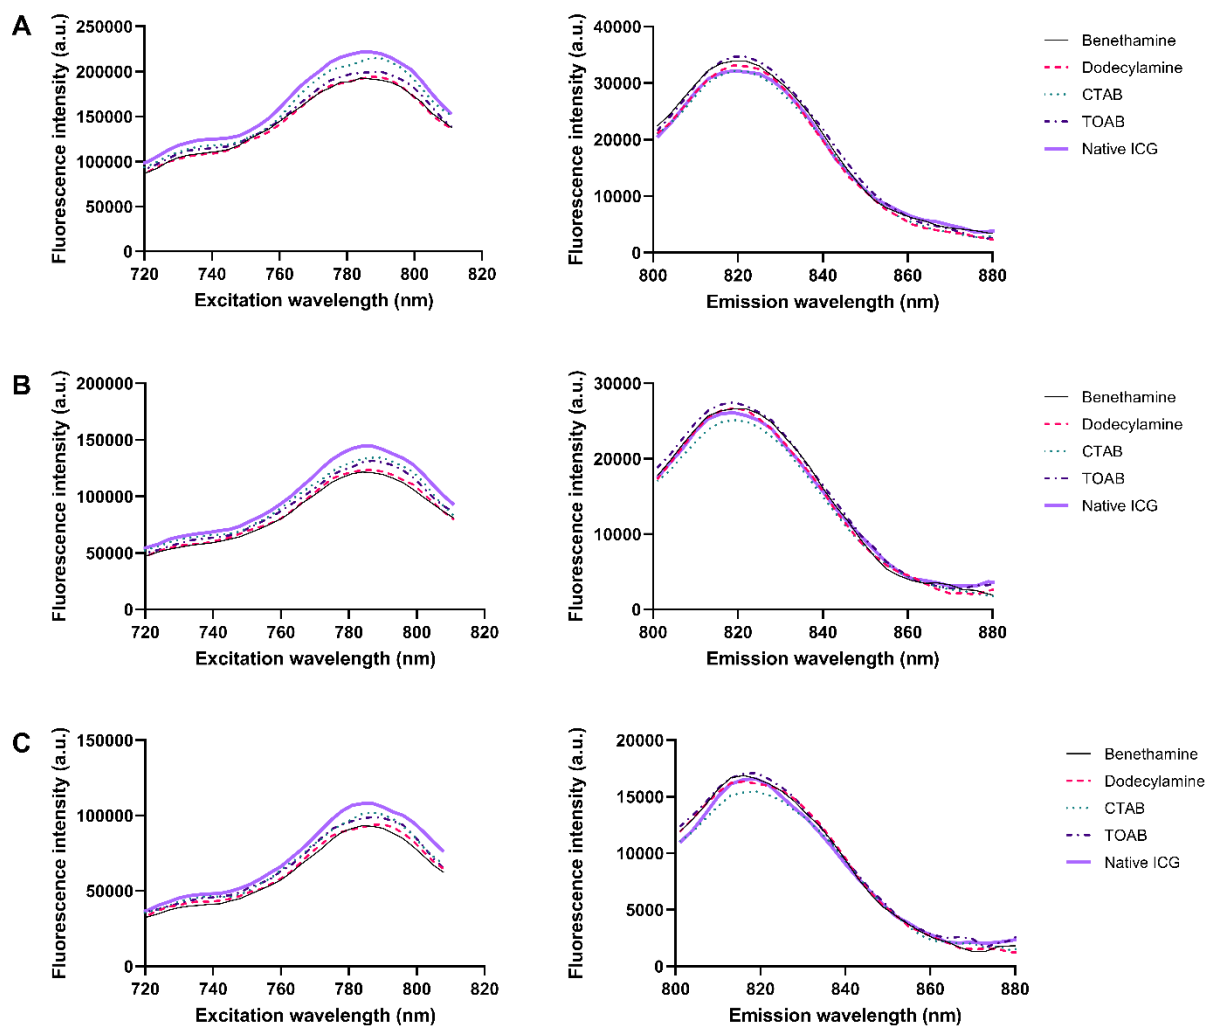 A
Fluorescence intensity (a.u.)
250000
200000
150000
100000
50000
0
720 740 760 780 800 820
Excitation wavelength (nm)
Fluorescence intensity (a.u.)
40000
30000
20000
10000
0
800 820 840 860 880
Emission wavelength (nm)
Benethamine
Dodecylamine
CTAB
TOAB
Native ICG
B
Fluorescence intensity (a.u.)
200000
150000
100000
50000
0
720 740 760 780 800 820
Excitation wavelength (nm)
Fluorescence intensity (a.u.)
30000
20000
10000
0
800 820 840 860 880
Emission wavelength (nm)
Benethamine
Dodecylamine
CTAB
TOAB
Native ICG
C
Fluorescence intensity (a.u.)
150000
100000
50000
0
720 740 760 780 800 820
Excitation wavelength (nm)
Fluorescence intensity (a.u.)
20000
15000
10000
5000
0
800 820 840 860 880
Emission wavelength (nm)
Benethamine
Dodecylamine
CTAB
TOAB
Native ICG